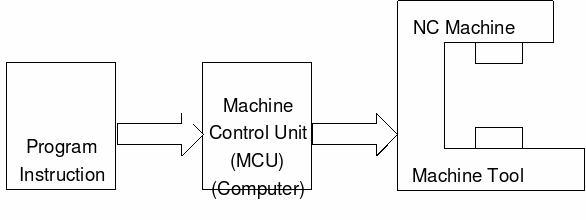 Program
Instruction
Machine
Control Unit
(MCU)
(Computer)
NC Machine
Machine Tool